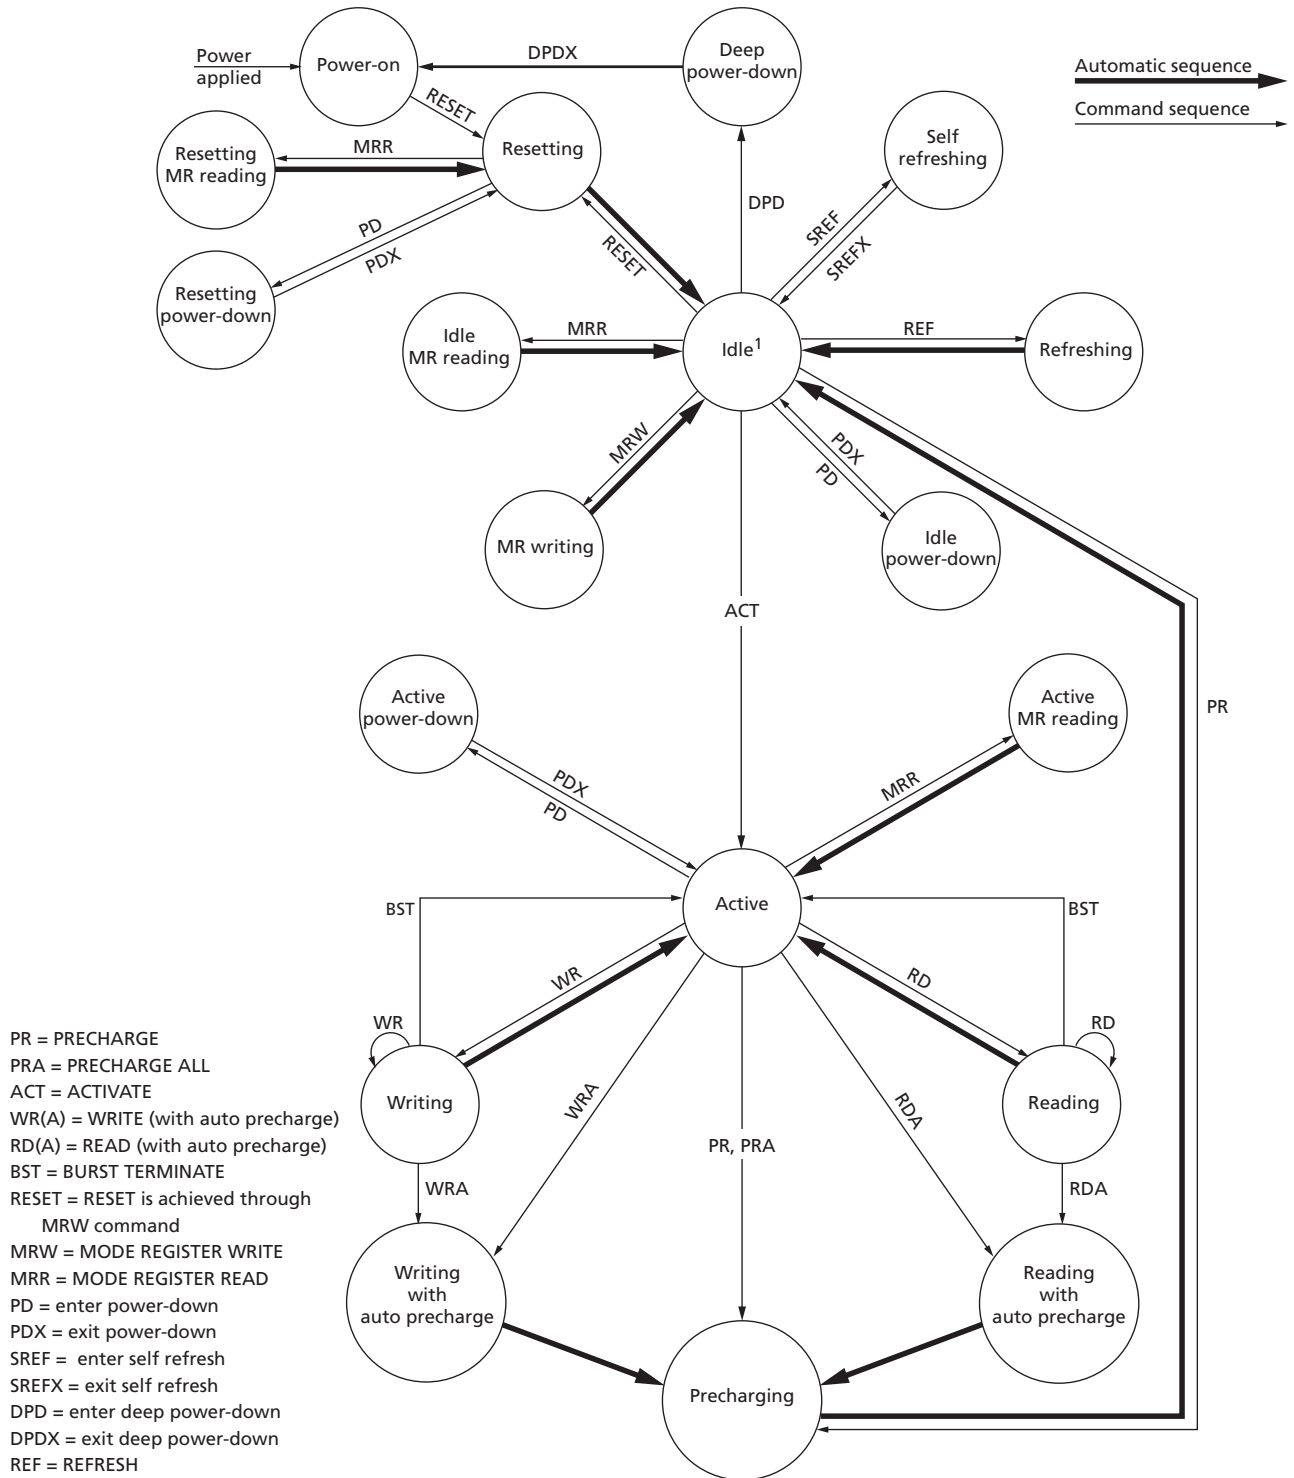 Power
applied
Power-on
DPDX
Deep
power-down
Automatic sequence
Command sequence
RESET
Resetting
MR reading
MRR
Resetting
Self
refreshing
DPD
SREF
SREFX
PD
PDX
RESET
Resetting
power-down
Idle
MR reading
MRR
Idle1
REF
Refreshing
MRW
PDX
PD
MR writing
Idle
power-down
ACT
Active
power-down
Active
MR reading
PR
PDX
PD
MRR
Active
BST
BST
WR
RD
WR
RD
Writing
Reading
WRA
RDA
PR, PRA
WRA
RDA
Writing
with
auto precharge
Reading
with
auto precharge
Precharging
PR = PRECHARGE
PRA = PRECHARGE ALL
ACT = ACTIVATE
WR(A) = WRITE (with auto precharge)
RD(A) = READ (with auto precharge)
BST = BURST TERMINATE
RESET = RESET is achieved through
MRW command
MRW = MODE REGISTER WRITE
MRR = MODE REGISTER READ
PD = enter power-down
PDX = exit power-down
SREF = enter self refresh
SREFX = exit self refresh
DPD = enter deep power-down
DPDX = exit deep power-down
REF = REFRESH